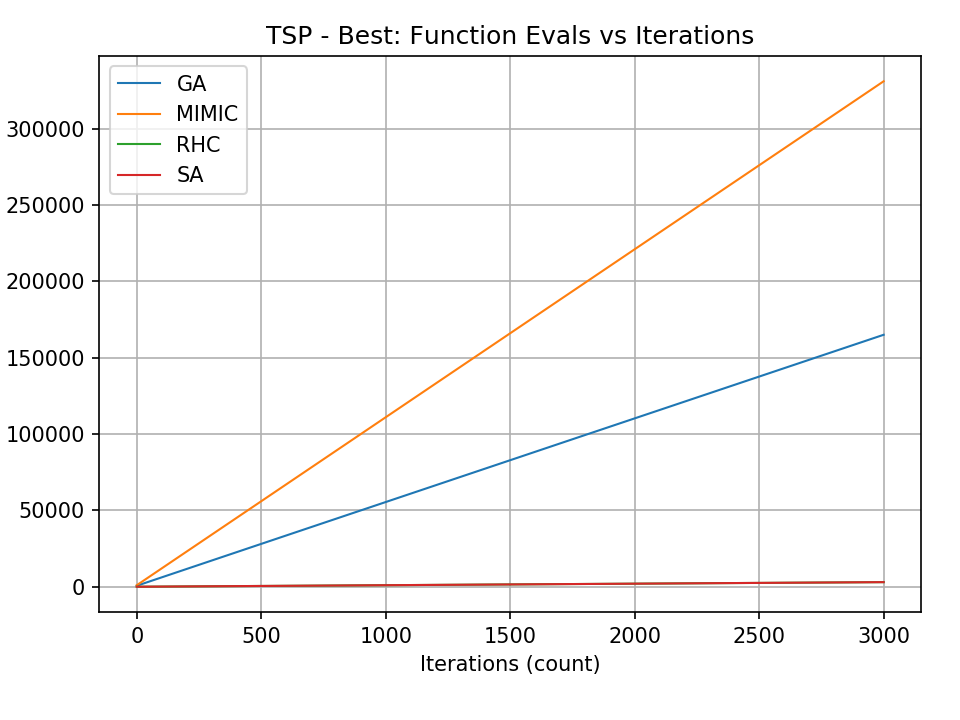 TSP - Best: Function Evals vs Iterations
GA
MIMIC
RHC
SA
300000
250000
200000
150000
100000
50000
0
0 500 1000 1500 2000 2500 3000
Iterations (count)